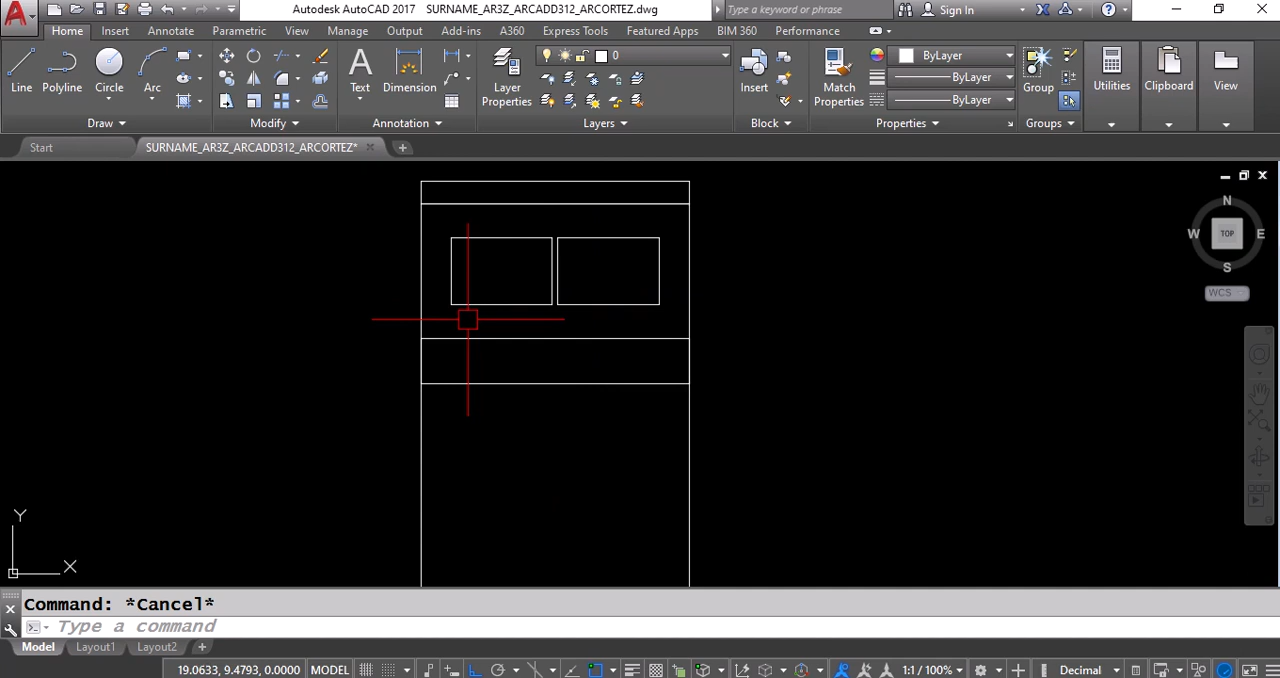 Autodesk AutoCAD 2017 SURNAME_AR3Z_ARCADD312_ARCORTEZ.dwg
Type a keyword or phrase
Sign In
Home Insert Annotate Parametric View Manage Output Add-ins A360 Express Tools Featured Apps BIM 360 Performance
Line Polyline Circle Arc
Text Dimension
Layer Properties
0
Insert
Match Properties
ByLayer
ByLayer
ByLayer
Group
Utilities Clipboard View
Draw Modify Annotation Layers Block Properties Groups
Start SURNAME_AR3Z_ARCADD312_ARCORTEZ*
N
W TOP E
S
WCS
Y
X
Command: *Cancel*
Type a command
Model Layout1 Layout2
19.0633, 9.4793, 0.0000 MODEL 1:1 / 100% Decimal